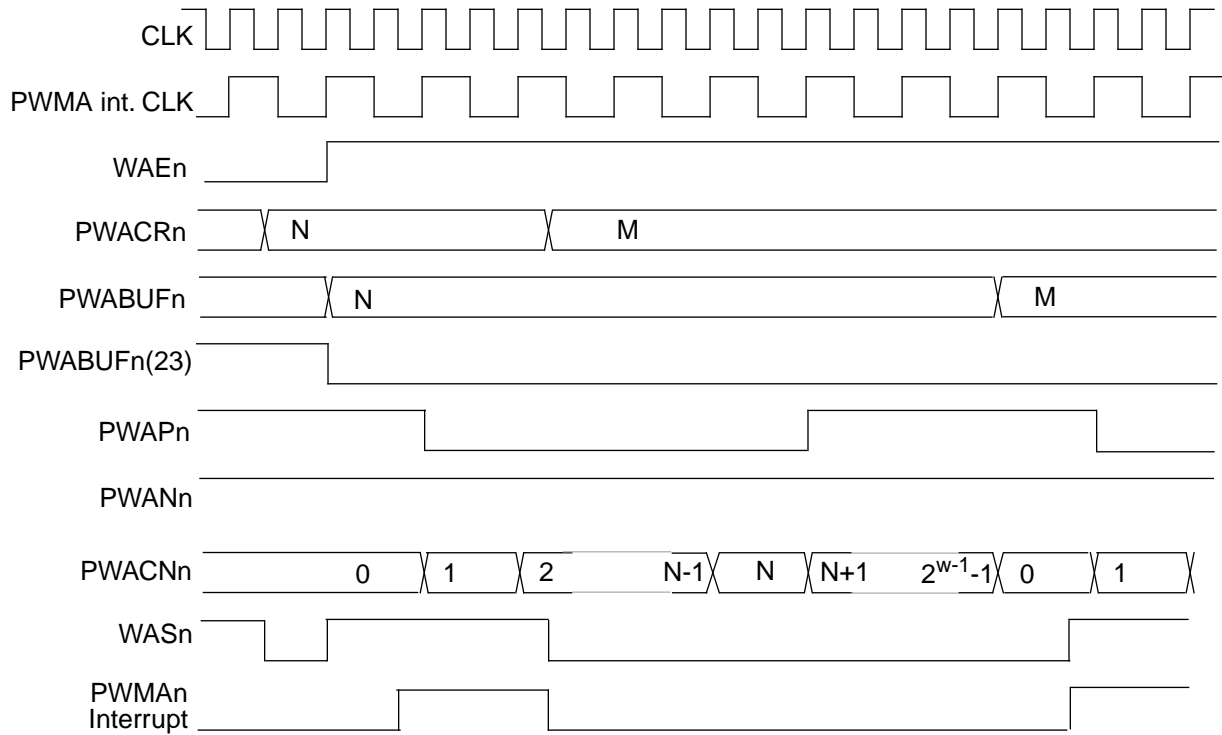 CLK
PWMA int. CLK
WAEn
PWACRn N M
PWABUFn N M
PWABUFn(23)
PWAPn
PWANn
PWACNn 0 1 2 N-1 N N+1 2^w-1-1 0 1
WASn
PWMAn
Interrupt